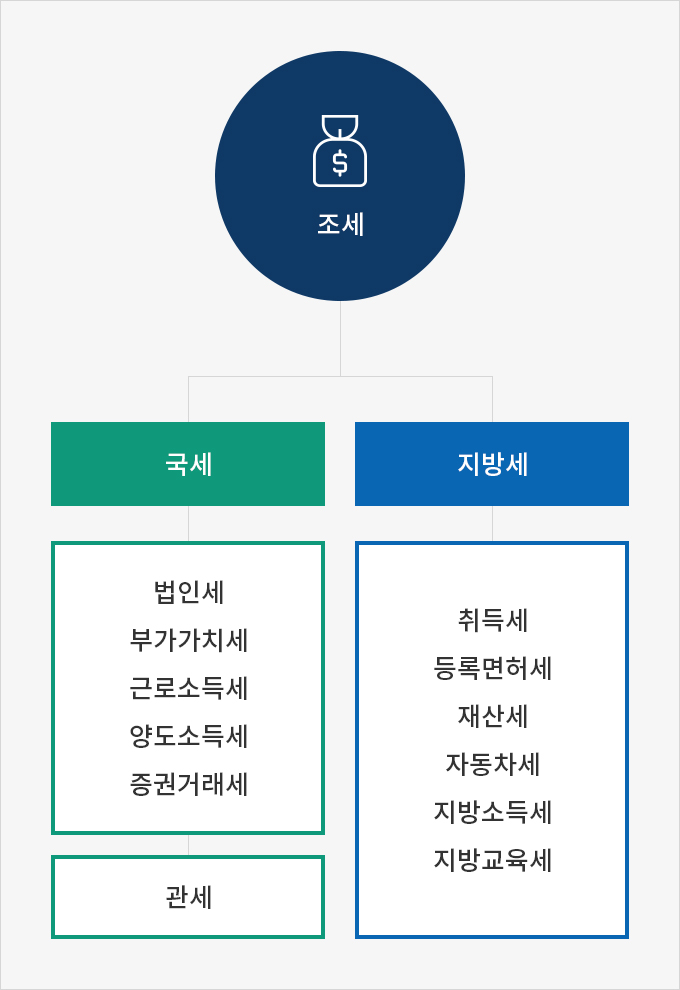 조세
국세
법인세
부가가치세
근로소득세
양도소득세
증권거래세
관세
지방세
취득세
등록면허세
재산세
자동차세
지방소득세
지방교육세